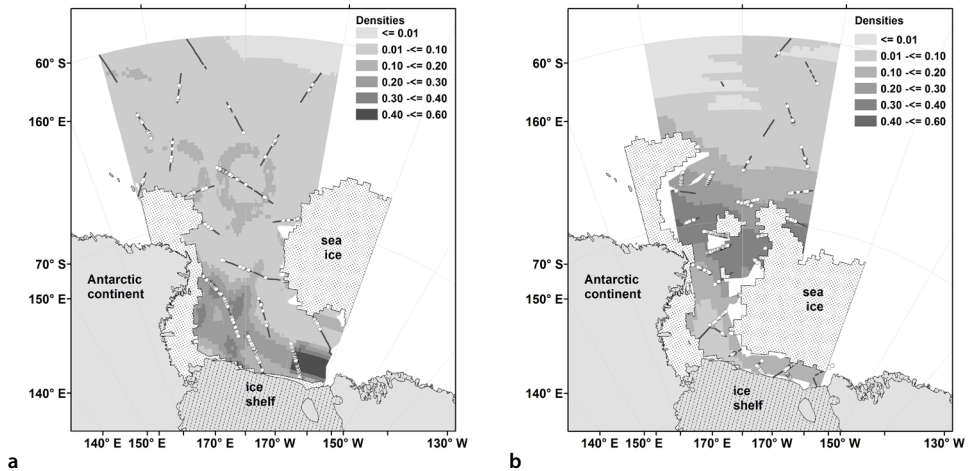 Densities
<= 0.01
0.01 -<= 0.10
0.10 -<= 0.20
0.20 -<= 0.30
0.30 -<= 0.40
0.40 -<= 0.60
60° S
160° E
70° S
150° E
140° E
Antarctic
continent
sea
ice
ice
shelf
140° E 150° E 170° E 170° W 150° W 130° W
a
Densities
<= 0.01
0.01 -<= 0.10
0.10 -<= 0.20
0.20 -<= 0.30
0.30 -<= 0.40
0.40 -<= 0.60
60° S
160° E
70° S
150° E
140° E
Antarctic
continent
sea
ice
ice
shelf
140° E 150° E 170° E 170° W 150° W 130° W
b